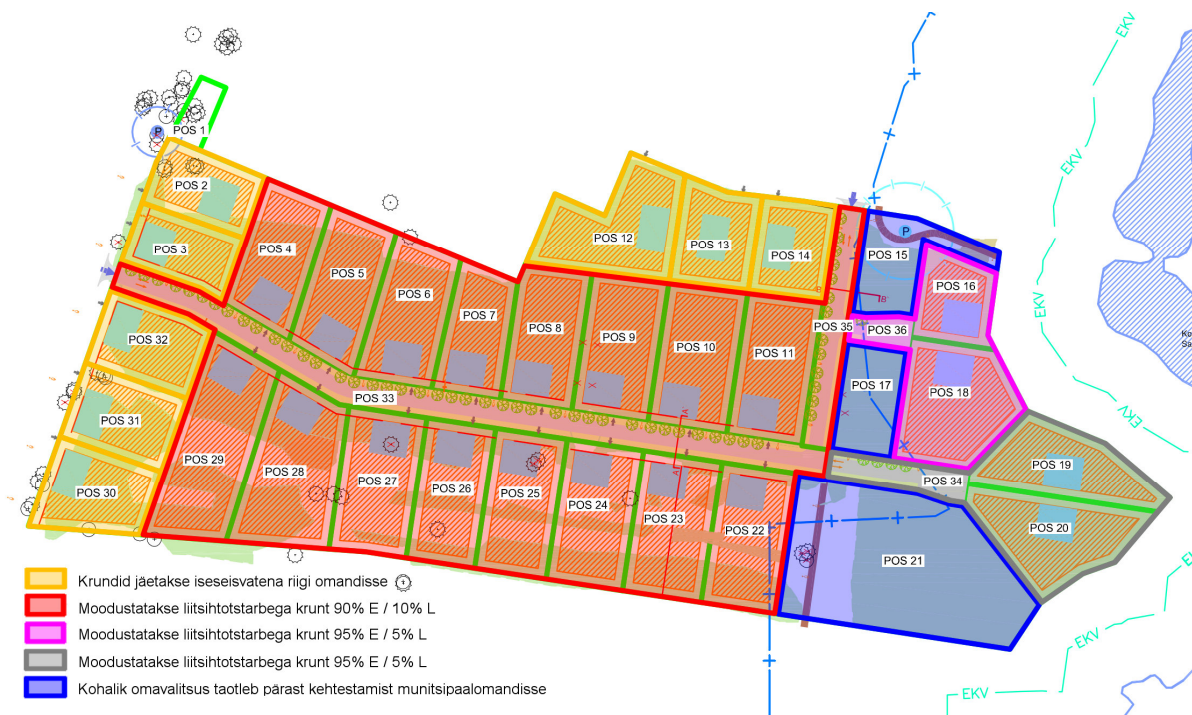 EKV
EKV
P
POS 1
POS 2
POS 3
POS 4
POS 5
POS 6
POS 7
POS 8
POS 9
POS 10
POS 11
POS 12
POS 13
POS 14
P
POS 15
POS 16
POS 35
POS 36
POS 17
POS 18
POS 32
POS 33
POS 31
POS 30
POS 29
POS 28
POS 27
POS 26
POS 25
POS 24
POS 23
POS 22
POS 34
POS 19
POS 20
POS 21
EKV
EKV
EKV
Krundid jäetakse iseseisvatena riigi omandisse
Moodustatakse liitsihtotstarbega krunt 90% E / 10% L
Moodustatakse liitsihtotstarbega krunt 95% E / 5% L
Moodustatakse liitsihtotstarbega krunt 95% E / 5% L
Kohalik omavalitsus taotleb pärast kehtestamist munitsipaalomandisse